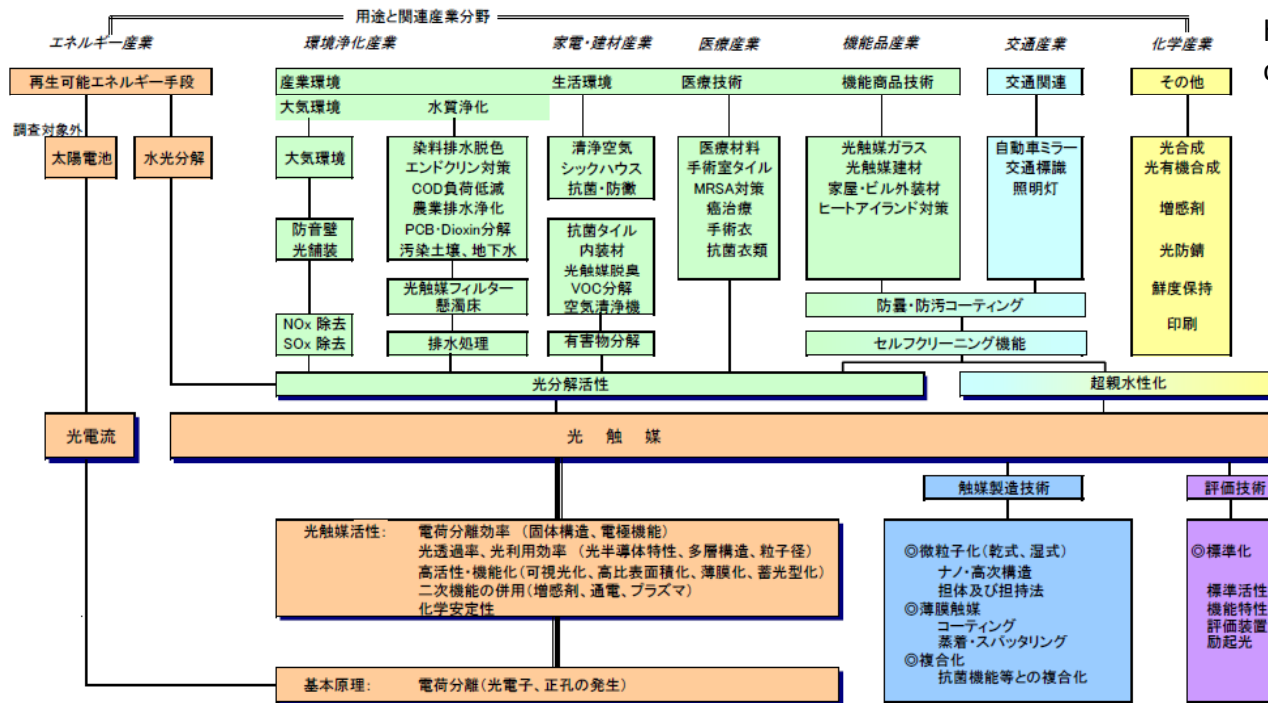 用途と関連産業分野
エネルギー産業
環境浄化産業
家電・建材産業
医療産業
機能品産業
交通産業
化学産業
再生可能エネルギー手段
産業環境
生活環境
医療技術
機能商品技術
交通関連
その他
大気環境
水質浄化
調査対象外
太陽電池
水光分解
大気環境
防音壁
光舗装
NOx 除去
SOx 除去
染料排水脱色
エンドクリン対策
COD負荷低減
農業排水浄化
PCB・Dioxin分解
汚染土壌、地下水
光触媒フィルター
懸濁床
排水処理
清浄空気
シックハウス
抗菌・防黴
抗菌タイル
内装材
光触媒脱臭
VOC分解
空気清浄機
有害物分解
医療材料
手術室タイル
MRSA対策
癌治療
手術衣
抗菌衣類
光触媒ガラス
光触媒建材
家屋・ビル外装材
ヒートアイランド対策
自動車ミラー
交通標識
照明灯
防曇・防汚コーティング
セルフクリーニング機能
光合成
光有機合成
増感剤
光防錆
鮮度保持
印刷
光分解活性
超親水性化
光電流
光 触 媒
触媒製造技術
評価技術
光触媒活性: 電荷分離効率 (固体構造、電極機能)
光透過率、光利用効率 (光半導体特性、多層構造、粒子径)
高活性・機能化(可視光化、高比表面積化、薄膜化、蓄光型化)
二次機能の併用(増感剤、通電、プラズマ)
化学安定性
基本原理: 電荷分離(光電子、正孔の発生)
◎微粒子化(乾式、湿式)
ナノ・高次構造
担体及び担持法
◎薄膜触媒
コーティング
蒸着・スパッタリング
◎複合化
抗菌機能等との複合化
◎標準化
標準活性
機能特性
評価装置
励起光